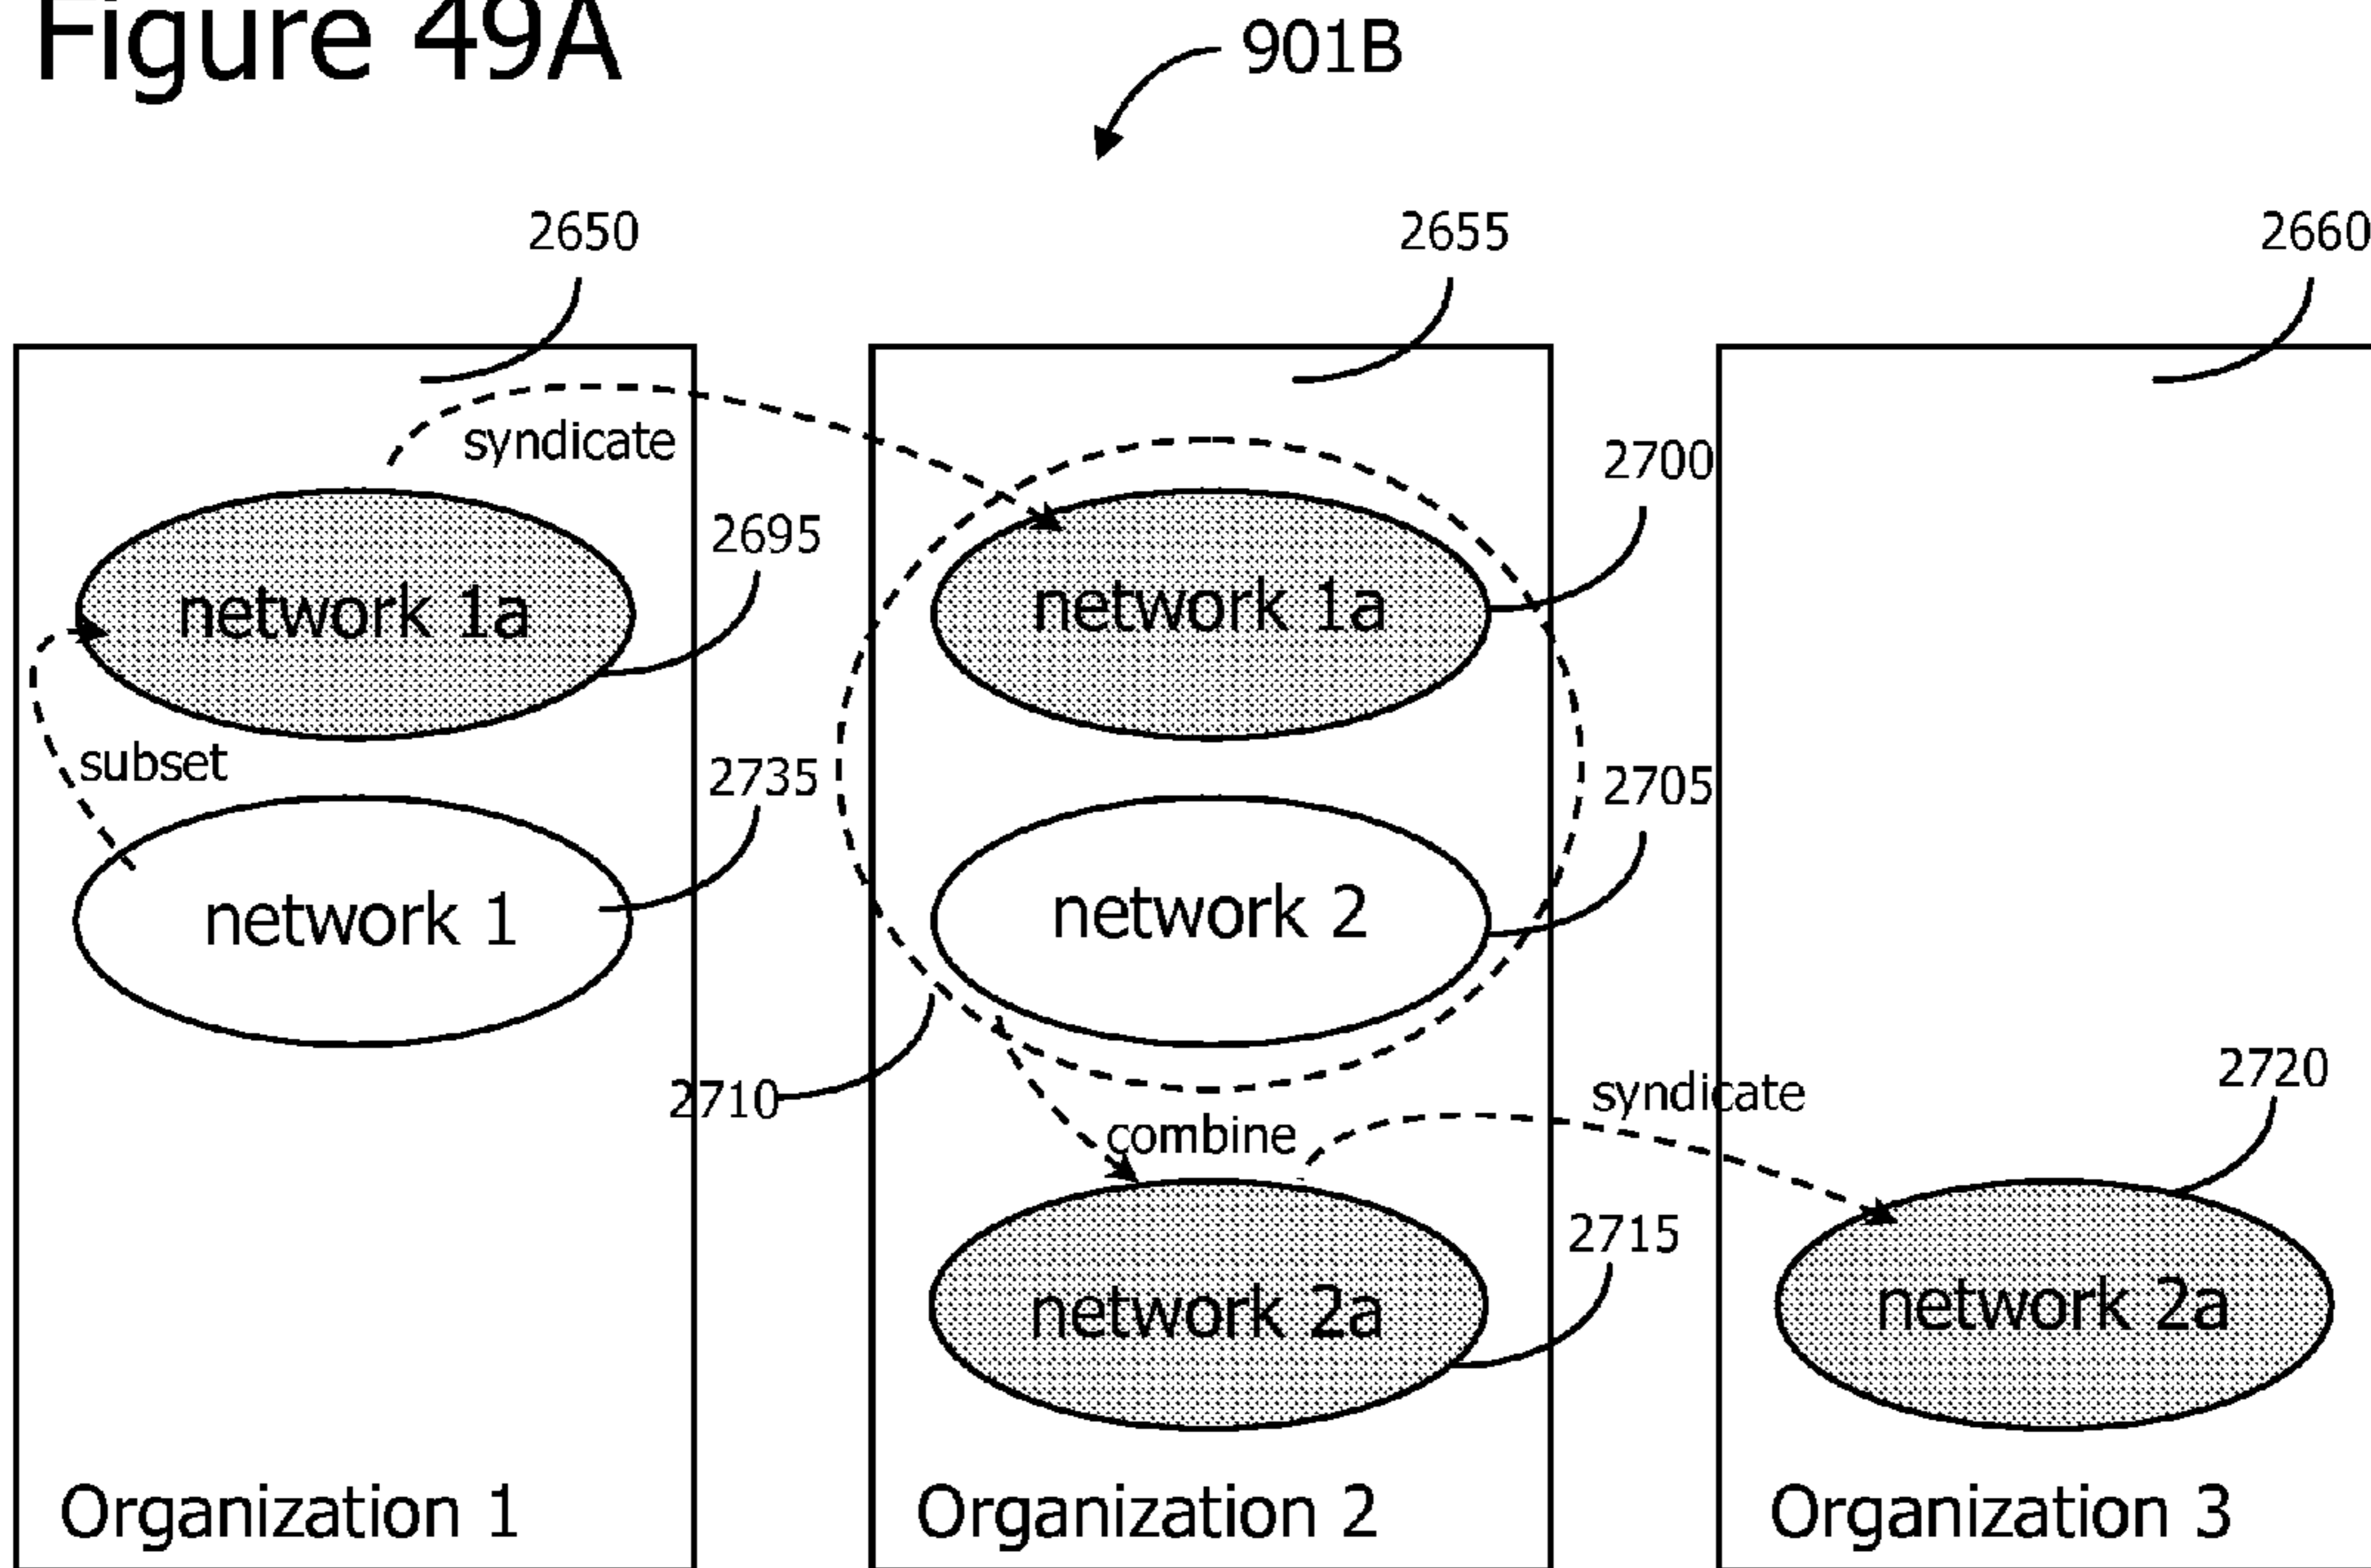 Figure 49A
901B
2650
2655
2660
syndicate
2700
2695
network 1a
network 1a
subset
2735
2705
network 1
network 2
2710
syndicate
2720
combine
2715
network 2a
network 2a
Organization 1
Organization 2
Organization 3